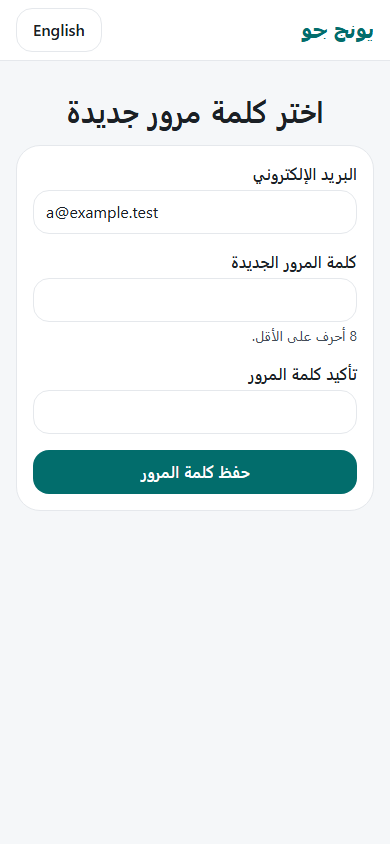 يونج جو
English
اختر كلمة مرور جديدة
البريد الإلكتروني
a@example.test
كلمة المرور الجديدة
8 أحرف على الأقل.
تأكيد كلمة المرور
حفظ كلمة المرور